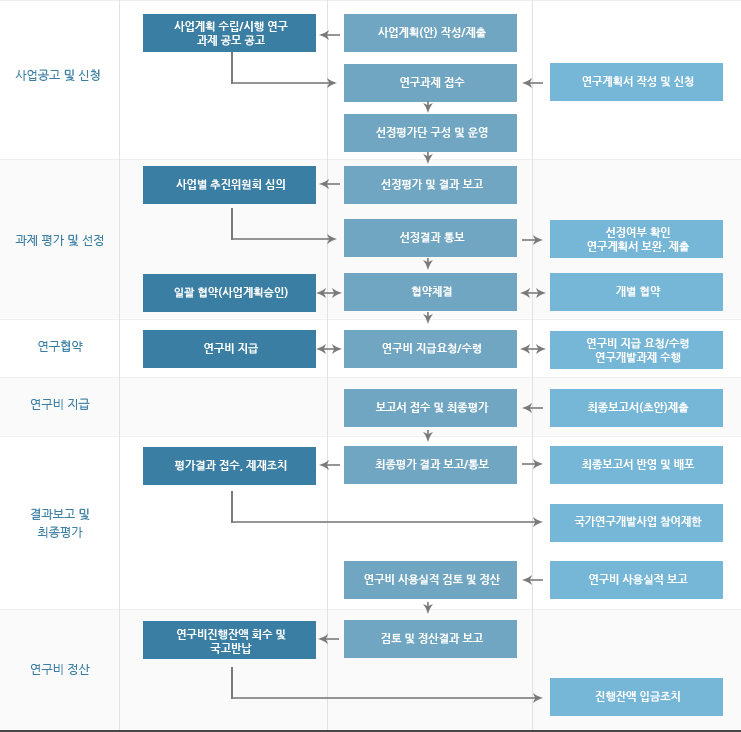 사업공고 및 신청
사업계획 수립/시행 연구
과제 공모 공고
사업계획(안) 작성/제출
연구과제 접수
연구계획서 작성 및 신청
선정평가단 구성 및 운영
과제 평가 및 선정
사업별 추진위원회 심의
선정평가 및 결과 보고
선정결과 통보
선정여부 확인
연구계획서 보완, 제출
일괄 협약(사업계획승인)
협약체결
개별 협약
연구협약
연구비 지급
연구비 지급요청/수령
연구비 지급 요청/수령
연구개발과제 수행
연구비 지급
보고서 접수 및 최종평가
최종보고서(초안)제출
결과보고 및
최종평가
평가결과 접수, 제재조치
최종평가 결과 보고/통보
최종보고서 반영 및 배포
국가연구개발사업 참여제한
연구비 사용실적 검토 및 정산
연구비 사용실적 보고
연구비 정산
연구비진행잔액 회수 및
국고반납
검토 및 정산결과 보고
진행잔액 입금조치